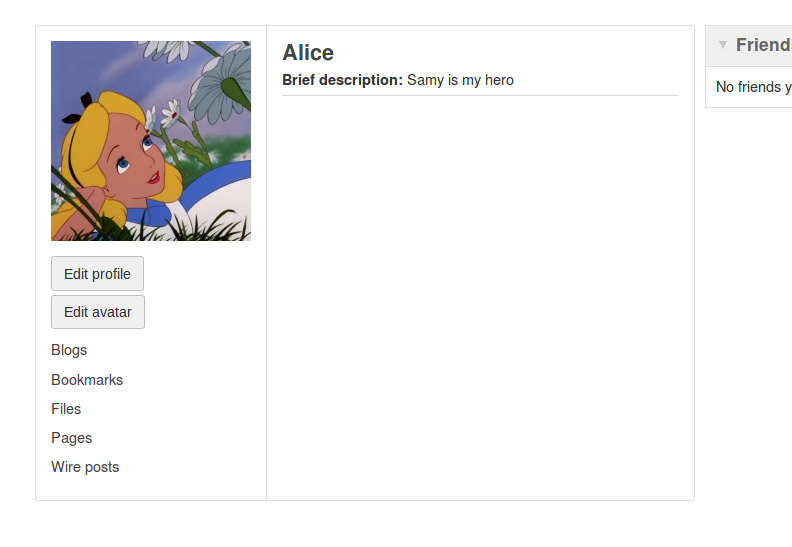 Alice
Brief description: Samy is my hero
Edit profile
Edit avatar
Blogs
Bookmarks
Files
Pages
Wire posts
▼ Friend
No friends y